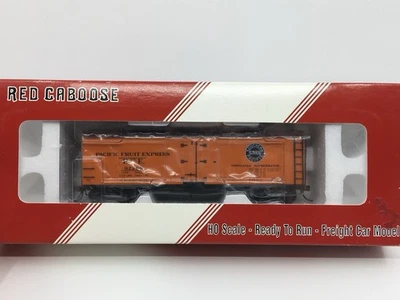 RED CABOOSE
PACIFIC FRUIT EXPRESS
HO Scale - Ready To Run - Freight Car Model